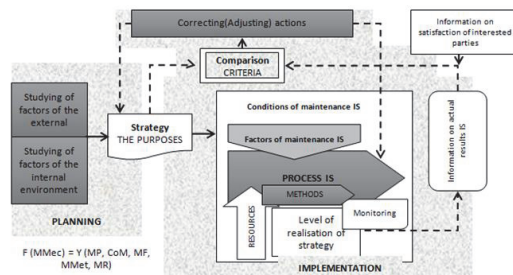 Correcting(Adjusting) actions
Information on
satisfaction of interested
parties
Comparison
CRITERIA
Studying of
factors of the
external
Studying of
factors of the
internal
environment
Strategy
THE PURPOSES
Conditions of maintenance IS
Factors of maintenance IS
PROCESS IS
METHODS
RESOURCES
Level of
realisation of
strategy
Monitoring
Information on actual
results IS
PLANNING
IMPLEMENTATION
F (MMec) = Y (MP, CoM, MF,
MMet, MR)